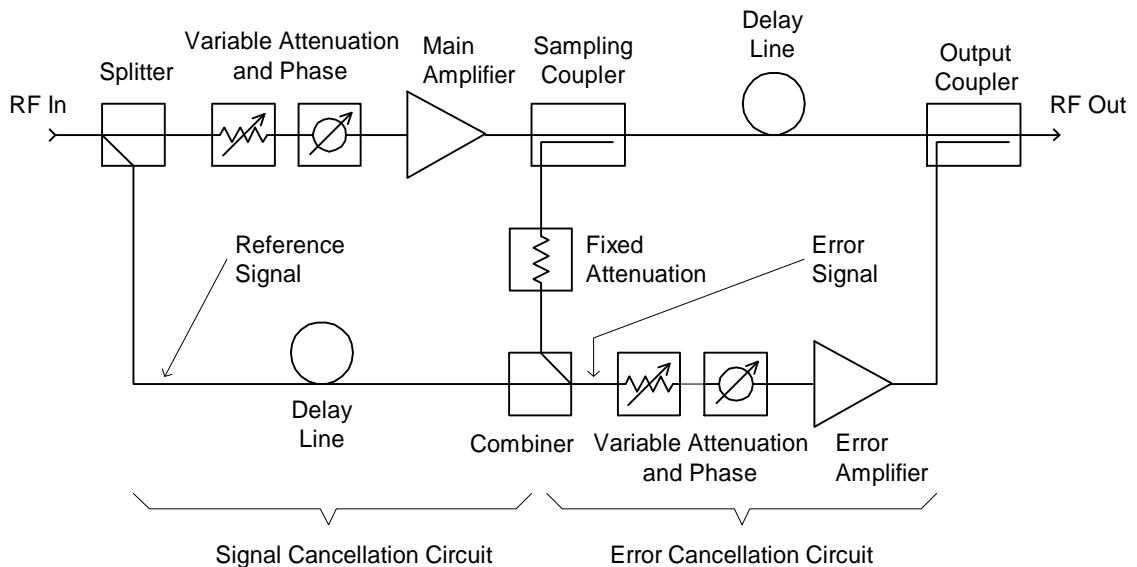 RF In
Splitter
Variable Attenuation
and Phase
Main
Amplifier
Sampling
Coupler
Delay
Line
Output
Coupler
RF Out
Reference
Signal
Fixed
Attenuation
Error
Signal
Delay
Line
Combiner
Variable Attenuation
and Phase
Error
Amplifier
Signal Cancellation Circuit
Error Cancellation Circuit